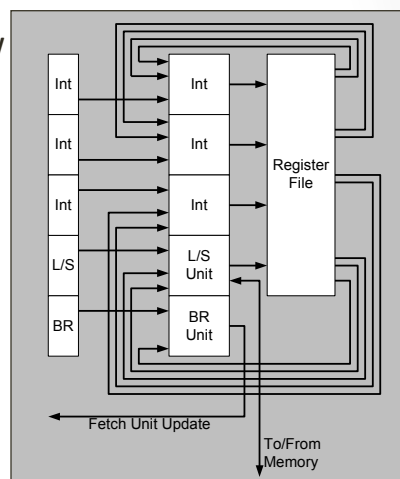 Int
Int
Int
L/S
BR
Int
Int
Int
L/S
Unit
BR
Unit
Register
File
Fetch Unit Update
To/From
Memory